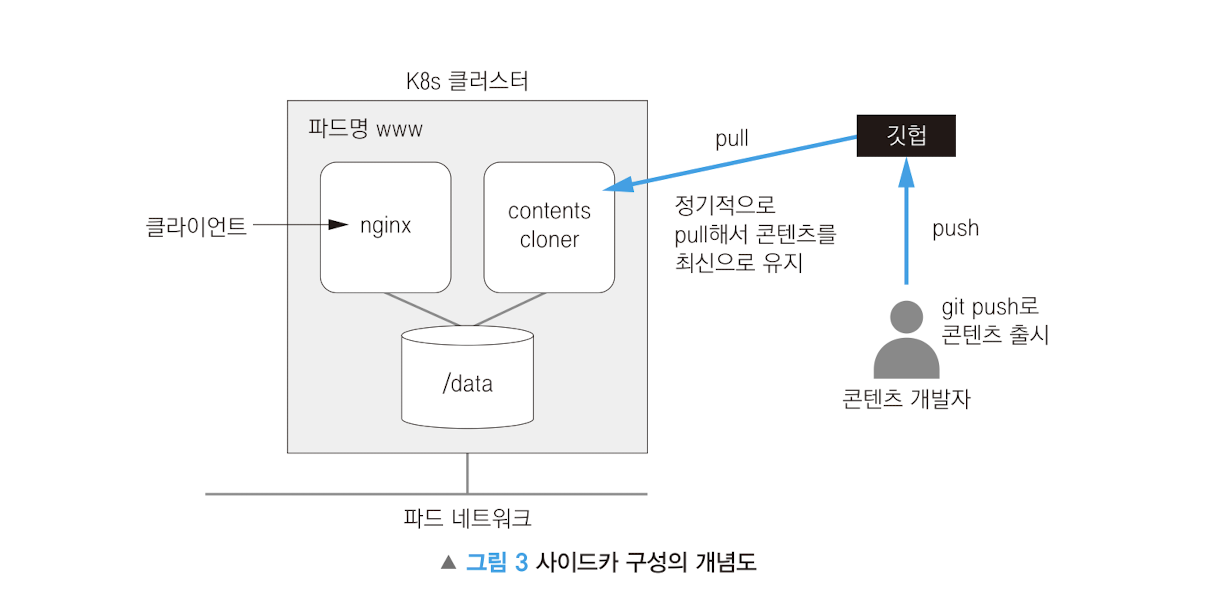 K8s 클러스터
파드명 www
클라이언트
nginx
contents
cloner
/data
pull
깃헙
정기적으로
pull해서 콘텐츠를
최신으로 유지
push
git push로
콘텐츠 출시
콘텐츠 개발자
파드 네트워크
▲ 그림 3 사이드카 구성의 개념도